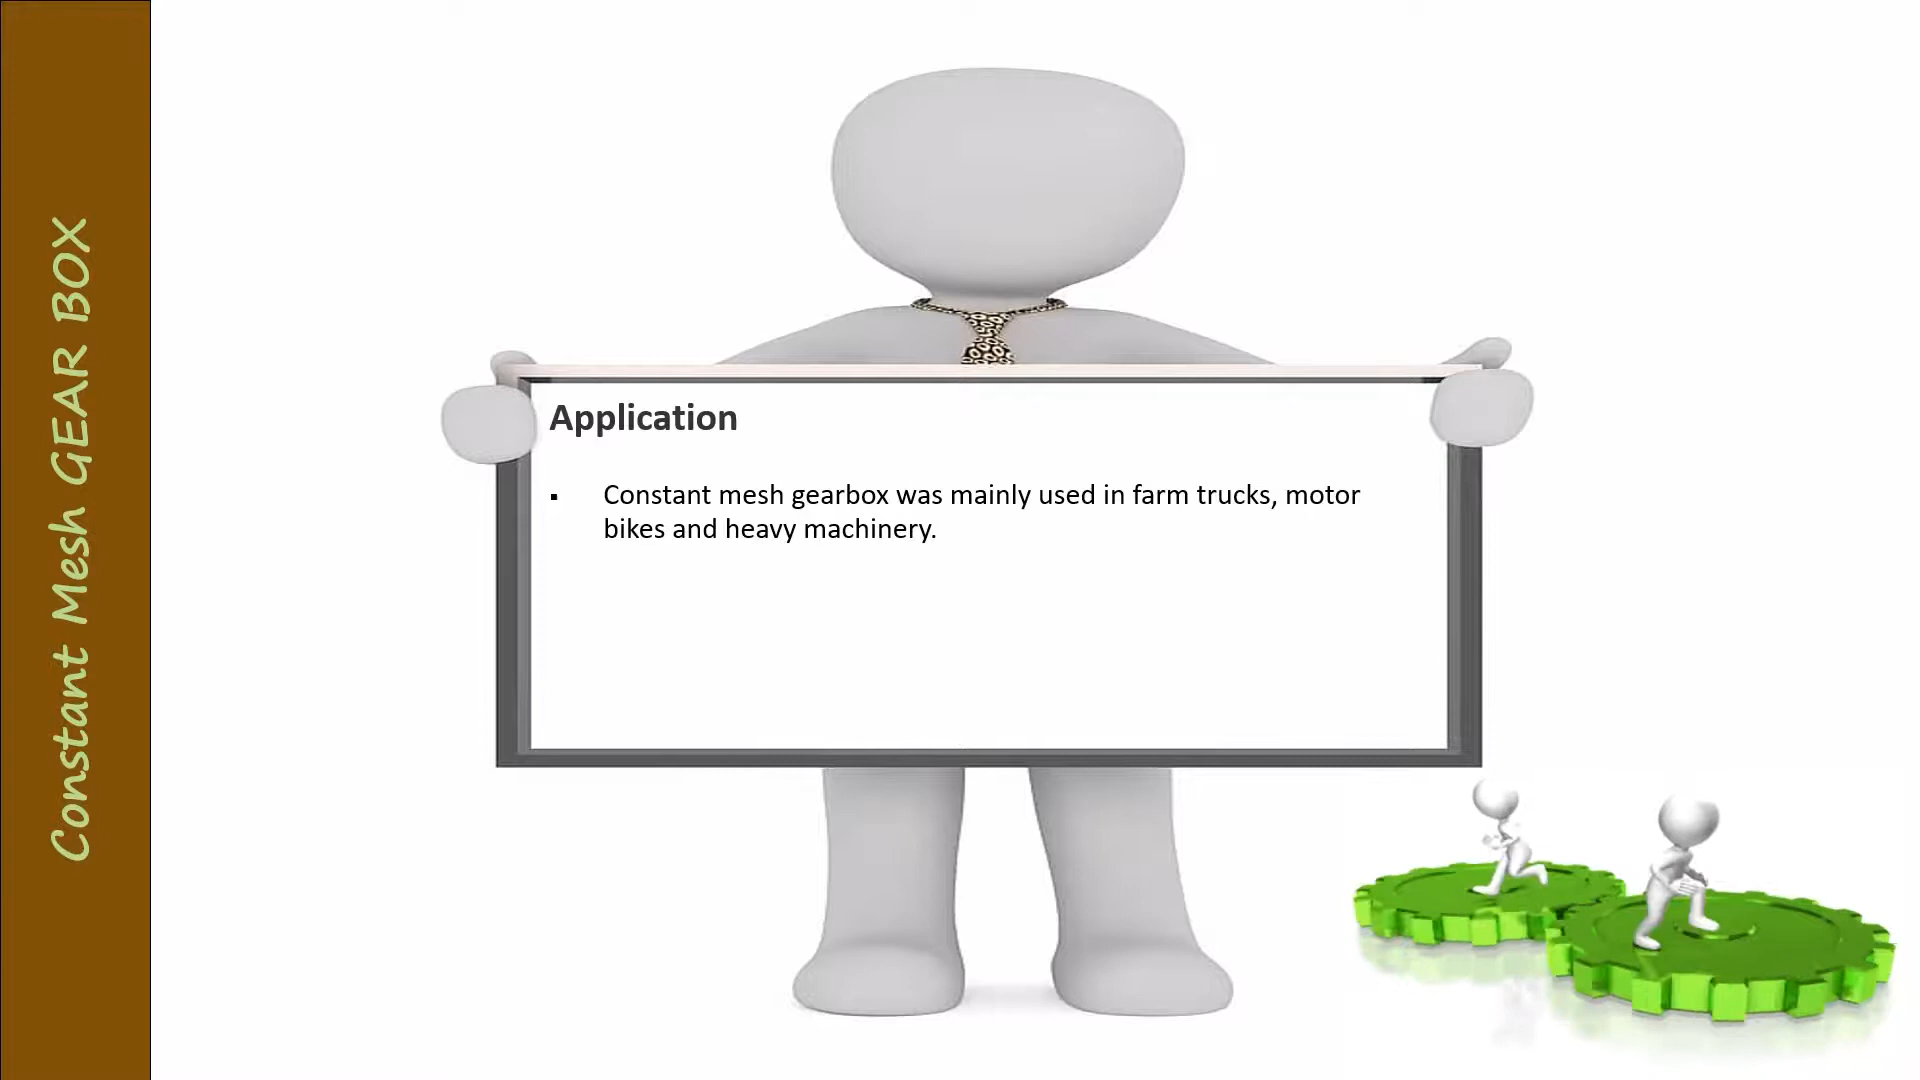 Constant Mesh GEAR BOX
Application
▪ Constant mesh gearbox was mainly used in farm trucks, motor
bikes and heavy machinery.